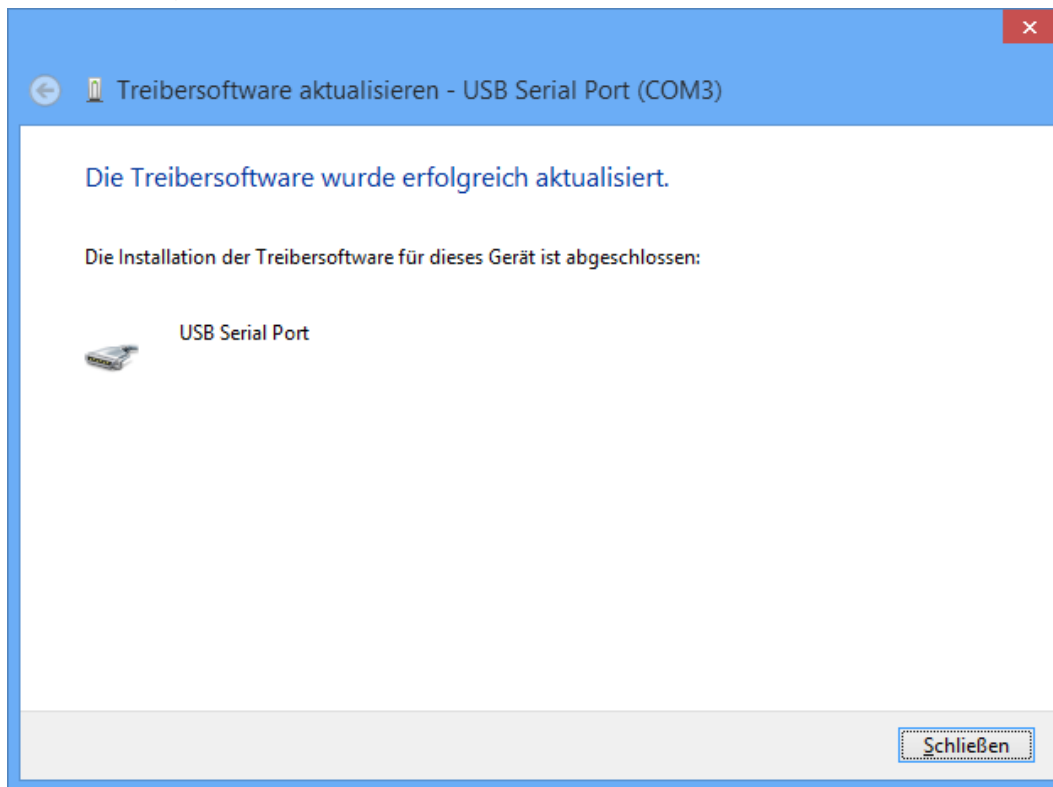 Treibersoftware aktualisieren - USB Serial Port (COM3)
Die Treibersoftware wurde erfolgreich aktualisiert.
Die Installation der Treibersoftware für dieses Gerät ist abgeschlossen:
USB Serial Port
Schließen